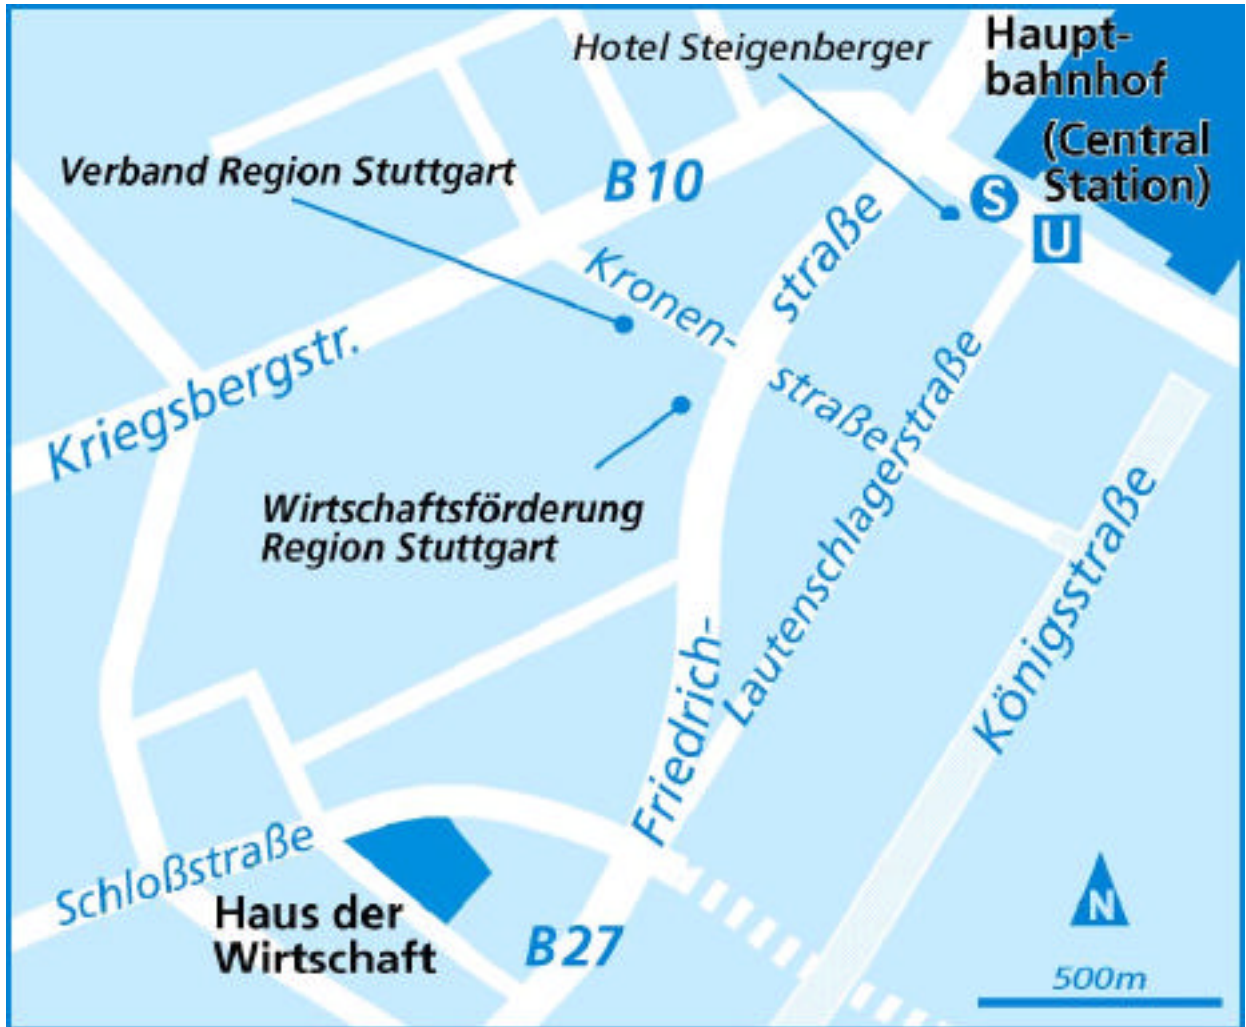 Haupt-
bahnhof
(Central
Station)
Hotel Steigenberger
Verband Region Stuttgart
B10
S
U
straße
Kronen-
straße
Kriegsbergstr.
Wirtschaftsförderung
Region Stuttgart
Lautenschlagerstraße
Königsstraße
Friedrich-
Schloßstraße
Haus der
Wirtschaft
B27
N
500m